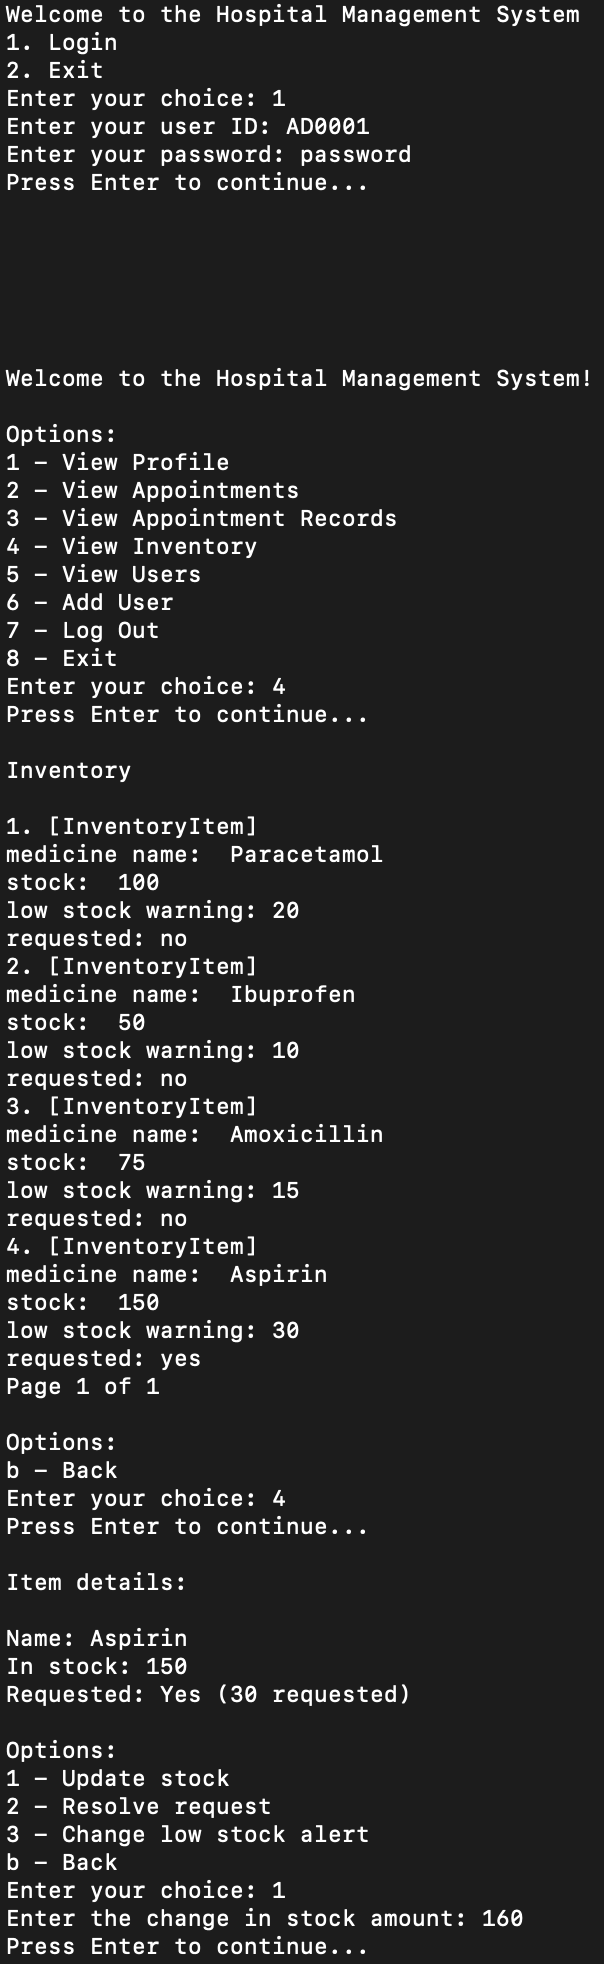 Welcome to the Hospital Management System
1. Login
2. Exit
Enter your choice: 1
Enter your user ID: AD0001
Enter your password: password
Press Enter to continue...
Welcome to the Hospital Management System!
Options:
1 – View Profile
2 – View Appointments
3 – View Appointment Records
4 – View Inventory
5 – View Users
6 – Add User
7 – Log Out
8 – Exit
Enter your choice: 4
Press Enter to continue...
Inventory
1. [InventoryItem]
medicine name:  Paracetamol
stock:  100
low stock warning: 20
requested: no
2. [InventoryItem]
medicine name:  Ibuprofen
stock:  50
low stock warning: 10
requested: no
3. [InventoryItem]
medicine name:  Amoxicillin
stock:  75
low stock warning: 15
requested: no
4. [InventoryItem]
medicine name:  Aspirin
stock:  150
low stock warning: 30
requested: yes
Page 1 of 1
Options:
b – Back
Enter your choice: 4
Press Enter to continue...
Item details:
Name: Aspirin
In stock: 150
Requested: Yes (30 requested)
Options:
1 – Update stock
2 – Resolve request
3 – Change low stock alert
b – Back
Enter your choice: 1
Enter the change in stock amount: 160
Press Enter to continue...